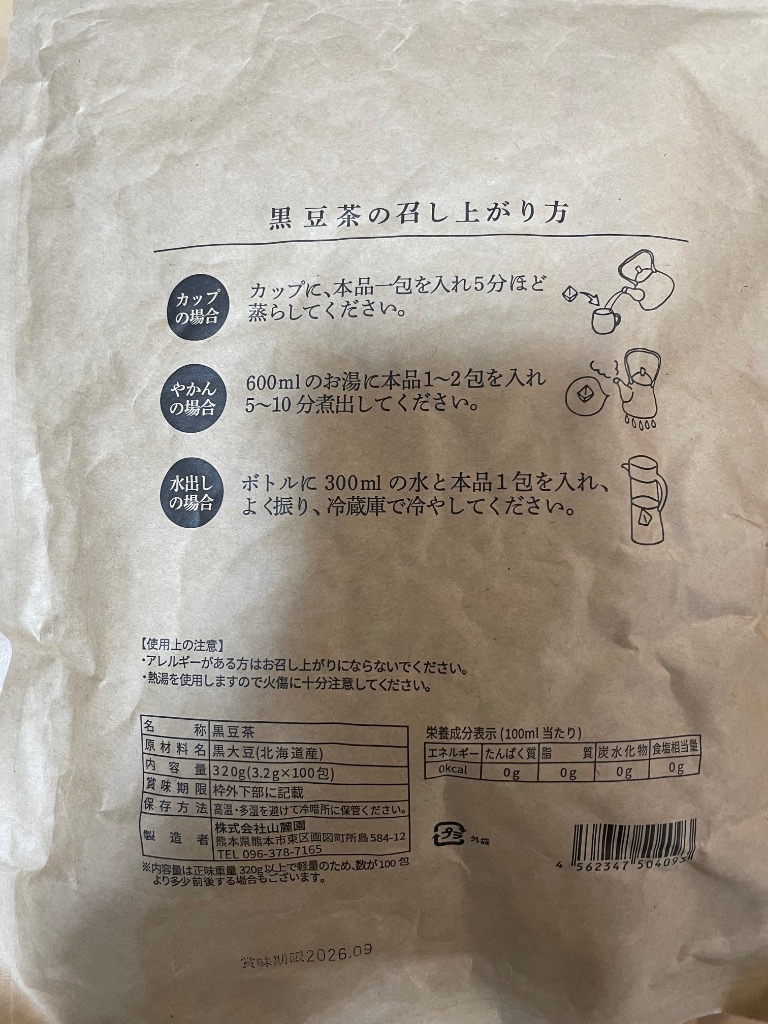 黒豆茶の召し上がり方
カップ
の場合
カップに、本品一包を入れ5分ほど
蒸らしてください。
やかん
の場合
600mlのお湯に本品1〜2包を入れ
5〜10分煮出してください。
水出し
の場合
ボトルに300mlの水と本品1包を入れ、
よく振り、冷蔵庫で冷やしてください。
【使用上の注意】
・アレルギーがある方はお召し上がりにならないでください。
・熱湯を使用しますので火傷に十分注意してください。
名称 黒豆茶
原材料名 黒大豆(北海道産)
内容量 320g(3.2g×100包)
賞味期限 枠外下部に記載
保存方法 高温・多湿を避けて冷暗所に保管ください。
製造者 株式会社山麓園
熊本県熊本市東区画図町所島584-12
TEL 096-378-7165
※内容量は正味重量320g以上で軽量のため、数が100包
より多少前後する場合もございます。
栄養成分表示 (100ml当たり)
エネルギー たんぱく質 脂質 炭水化物 食塩相当量
0kcal 0g 0g 0g 0g
プラ 外袋
4 562347 504093
賞味期限2026.09